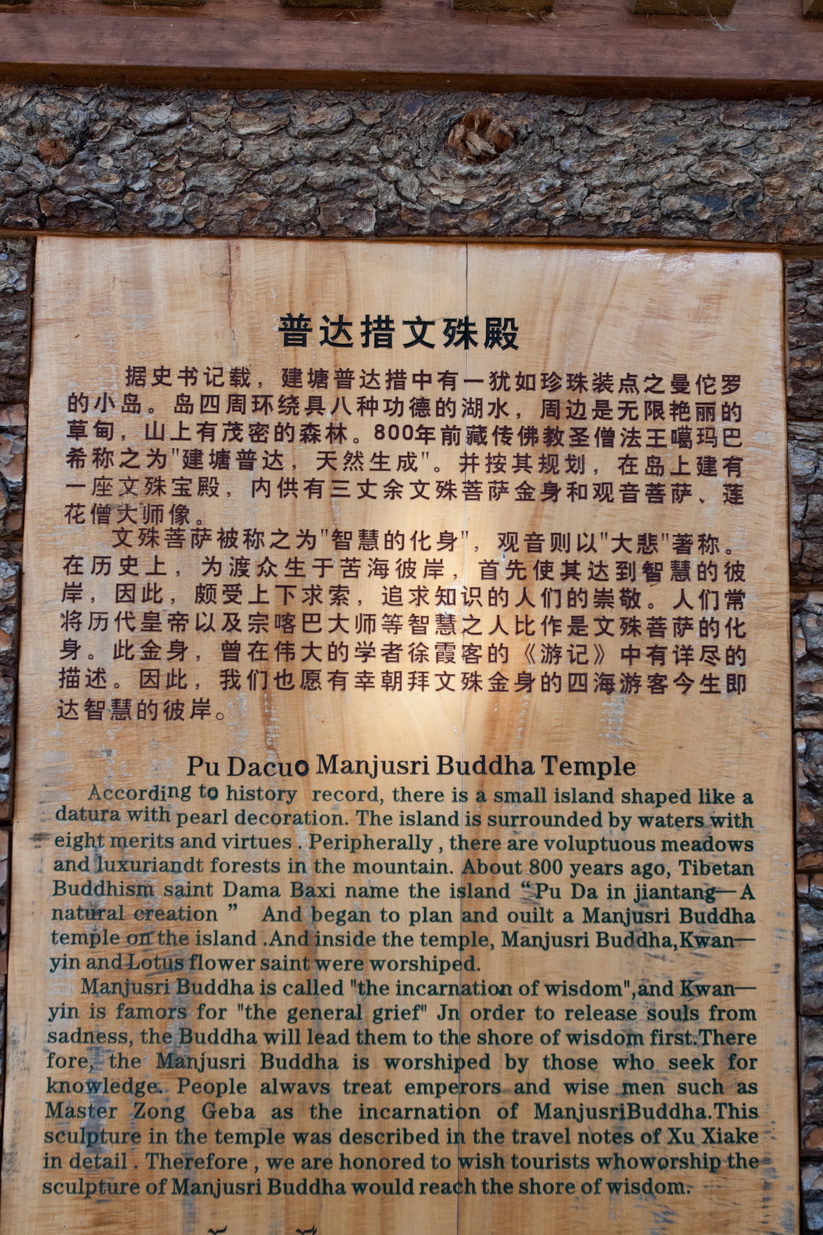 普达措文殊殿
据史书记载，建塘普达措中有一犹如珍珠装点之曼佗罗
的小岛。岛四周环绕具八种功德的湖水，周边是无限艳丽的
草甸，山上有茂密的森林。800年前藏传佛教圣僧法王噶玛巴
希称之为"建塘普达，天然生成"。并按其规划，在岛上建有
一座文殊宝殿，内供有三丈余文殊菩萨金身和观音菩萨、莲
花僧大师像。
文殊菩萨被称之为"智慧的化身"，观音则以"大悲"著称。
在历史上，为渡众生于苦海彼岸，首先使其达到智慧的彼
岸，因此，颇受上下求索，追求知识的人们的崇敬。人们常
将历代皇帝以及宗喀巴大师等智慧之人比作是文殊菩萨的化
身。此金身，曾在伟大的学者徐霞客的《游记》中有详尽的
描述。因此，我们也愿有幸朝拜文殊金身的四海游客今生即
达智慧的彼岸。
Pu Dacuo Manjusri Buddha Temple
According to history record, there is a small island shaped like a
datura with pearl decoration. The island is surrounded by waters with
eight merits and virtues . Peripherally , there are voluptuous meadows
and luxuriandt forests in the mountain. About 800 years ago, Tibetan
Buddhism saint Dama Baxi name the island “Pu Da in jiantang—A
natural creation ” And began to plan and ouilt a Manjusri Buddha
temple on the island .And inside the temple, Manjusri Buddha,Kwan—
yin and Lotus flower saint were worshiped.
Manjusri Buddha is called "the incarnation of wisdom",and Kwan—
yin is famors for "the general grief" Jn order to release souls from
sadness, the Buddha will lead them to the shore of wisdom first.There
fore, the Manjusri Buddha is worshiped by those who seek for
knowledge. People alwavs treat emperors and wise men such as
Master Zong Geba as the incarnation of ManjusriBuddha.This
sculpture in the temple was described in the travel notes of Xu Xiake
in detail . Therefore , we are honored to wish tourists whoworship the
sculpture of Manjusri Buddha would reach the shore of wisdom.